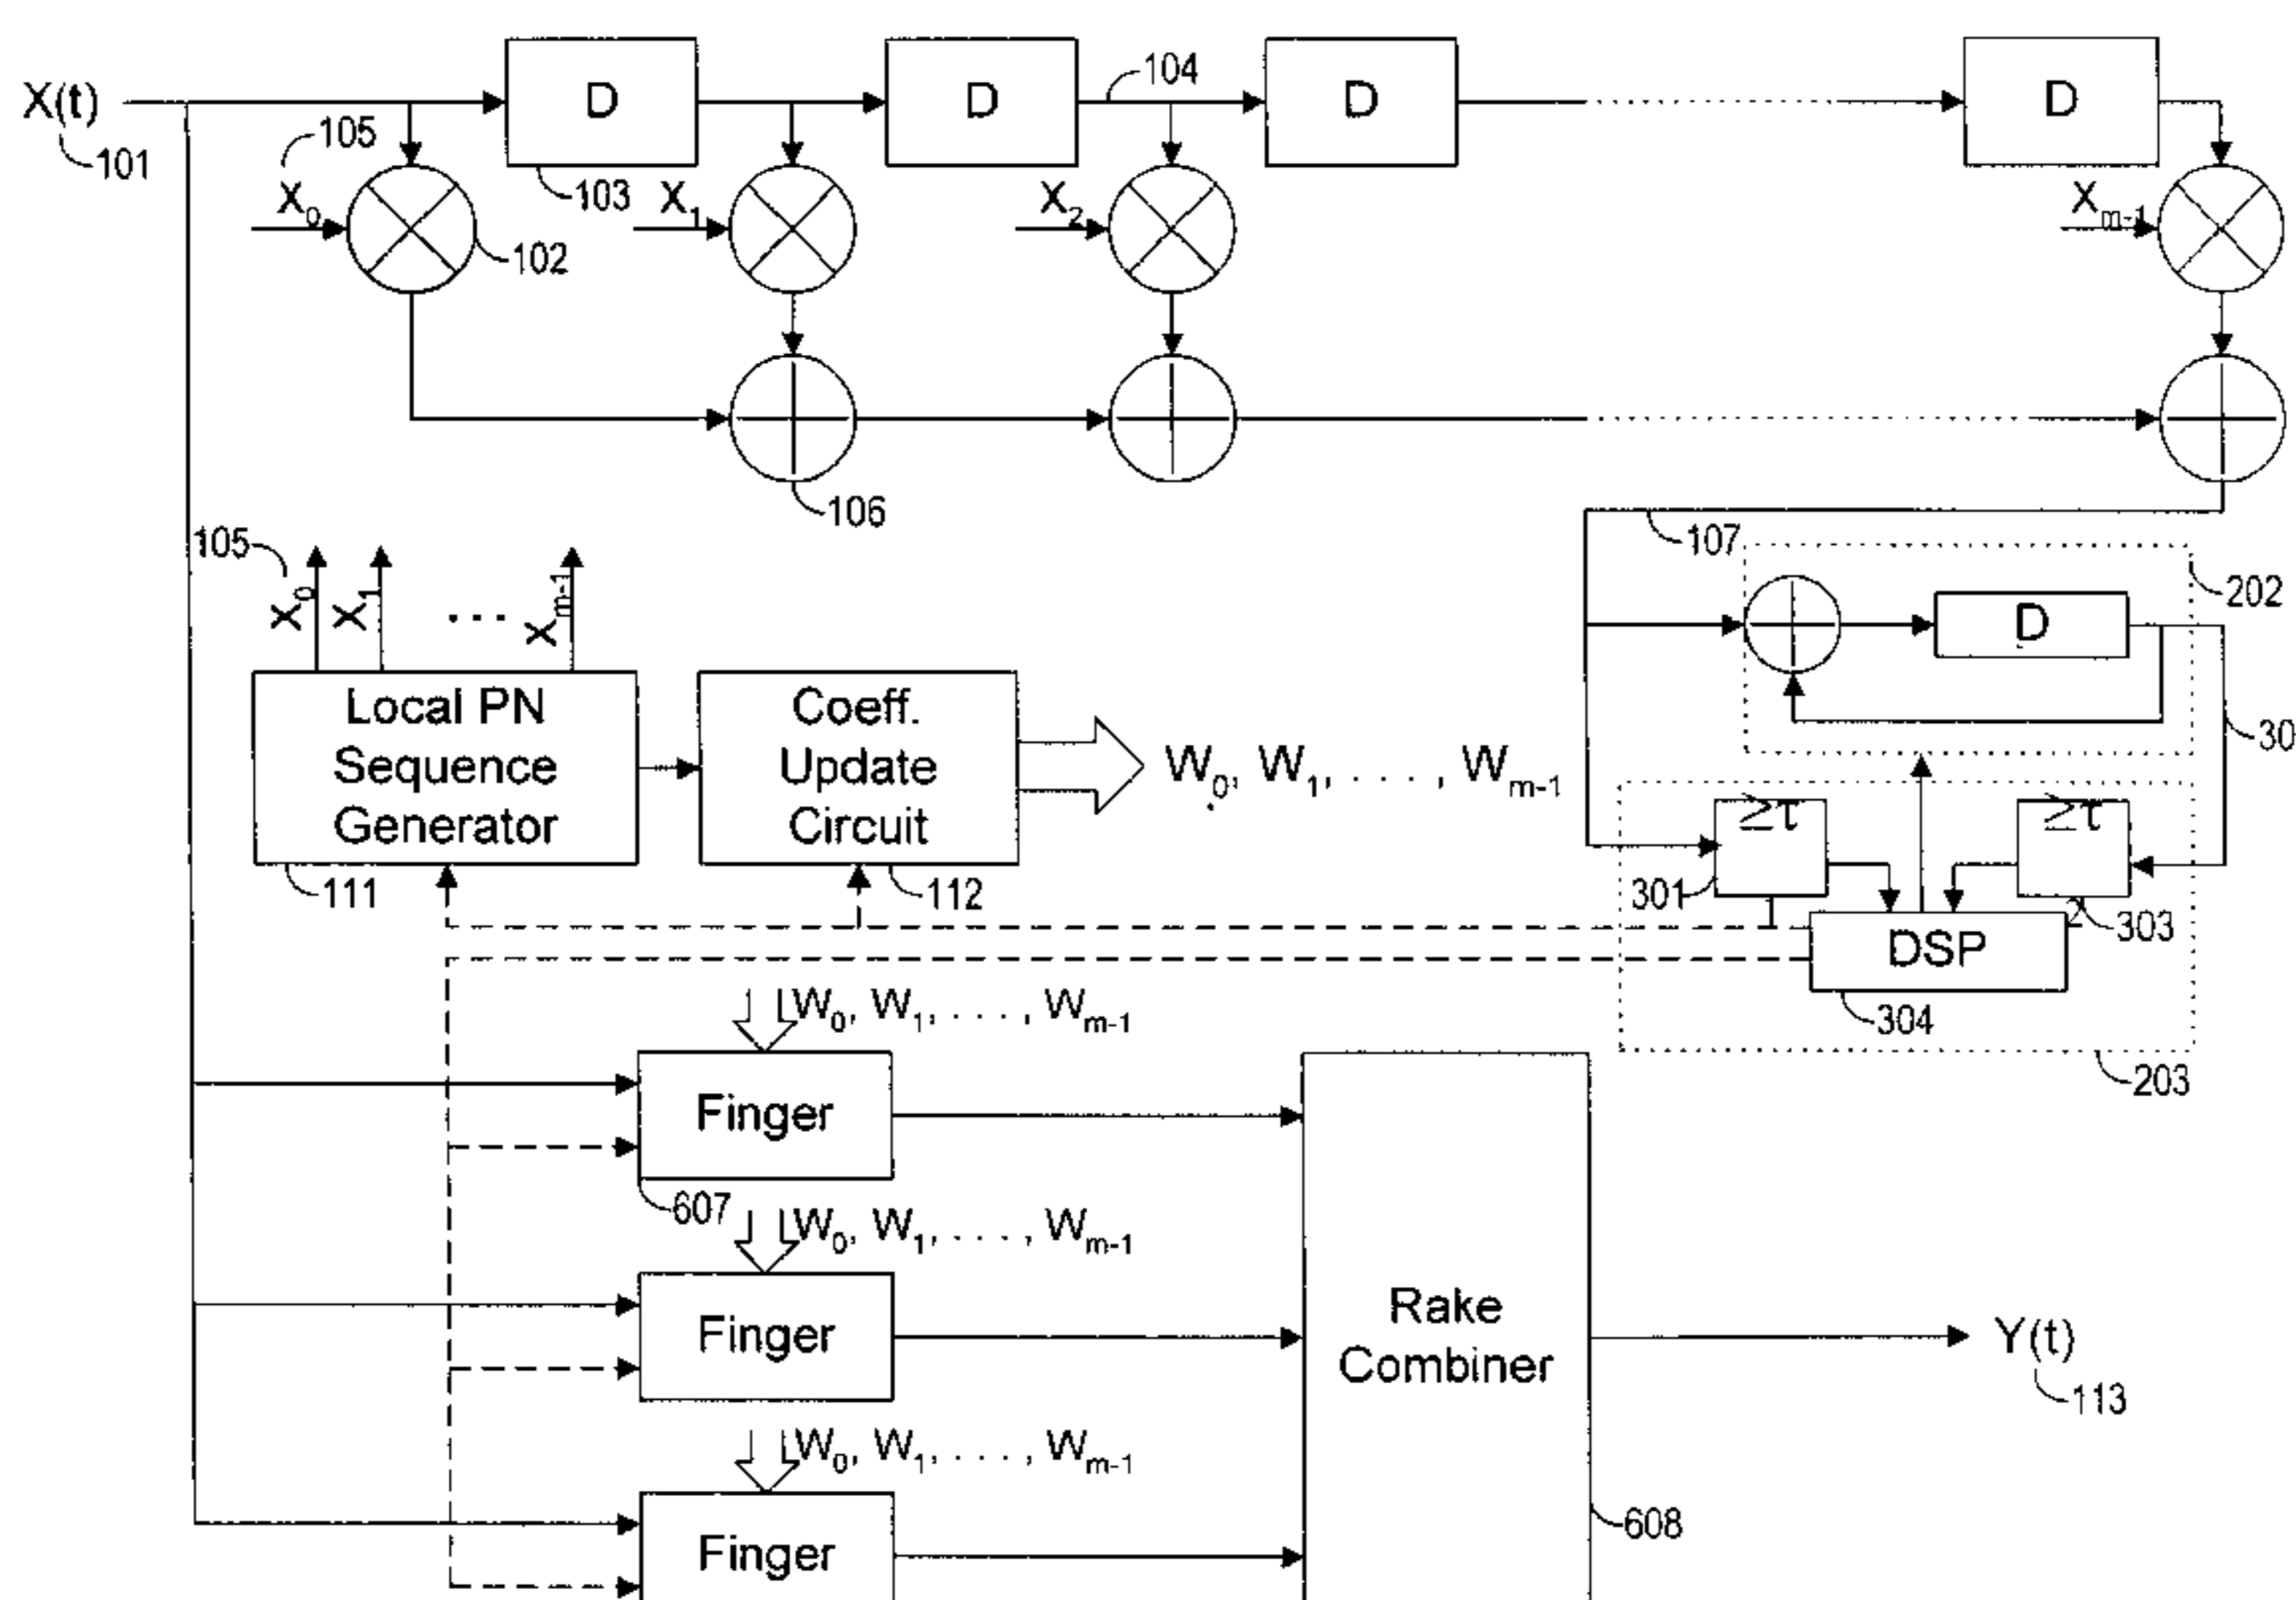 X(t)
101
D
D
104
D
D
105
X0
102
103
X1
X2
Xm-1
106
107
105
X0
X1
...
Xm-1
202
D
Local PN
Sequence
Generator
111
Coeff.
Update
Circuit
112
W0, W1, . . . , Wm-1
30
≥τ
≥τ
301
303
2
DSP
304
203
W0, W1, . . . , Wm-1
Finger
607
W0, W1, . . . , Wm-1
Finger
W0, W1, . . . , Wm-1
Finger
Rake
Combiner
608
Y(t)
113